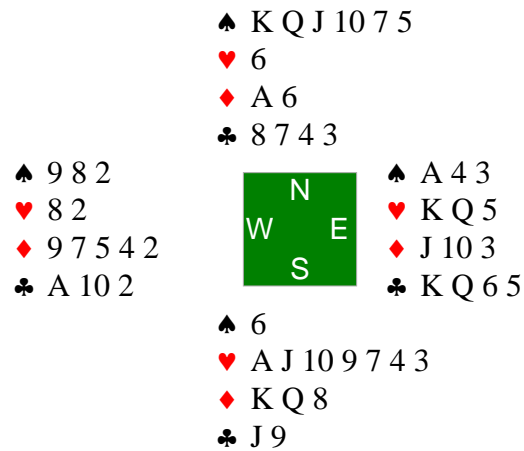 ♠ K Q J 10 7 5
♥ 6
♦ A 6
♣ 8 7 4 3
♠ 9 8 2
♥ 8 2
♦ 9 7 5 4 2
♣ A 10 2
N
W E
S
♠ A 4 3
♥ K Q 5
♦ J 10 3
♣ K Q 6 5
♠ 6
♥ A J 10 9 7 4 3
♦ K Q 8
♣ J 9